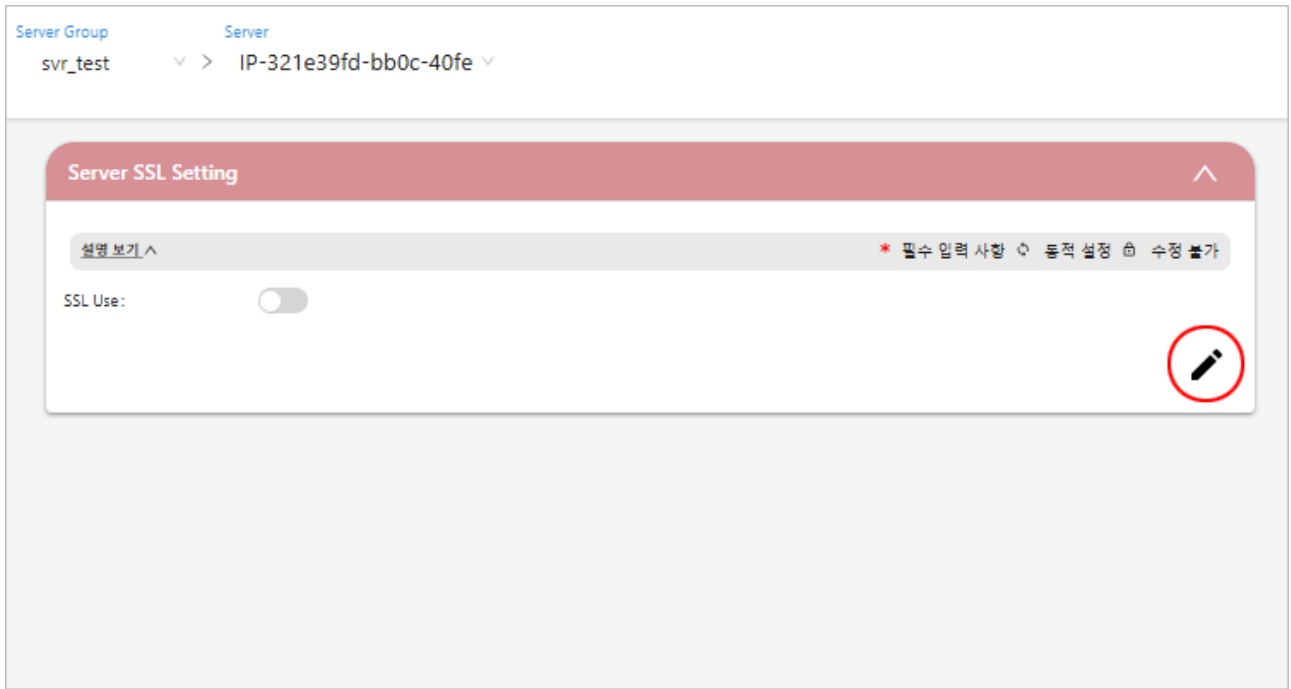 Server Group Server
svr_test > IP-321e39fd-bb0c-40fe
Server SSL Setting
설명 보기 * 필수 입력 사항 동적 설정 수정 불가
SSL Use :